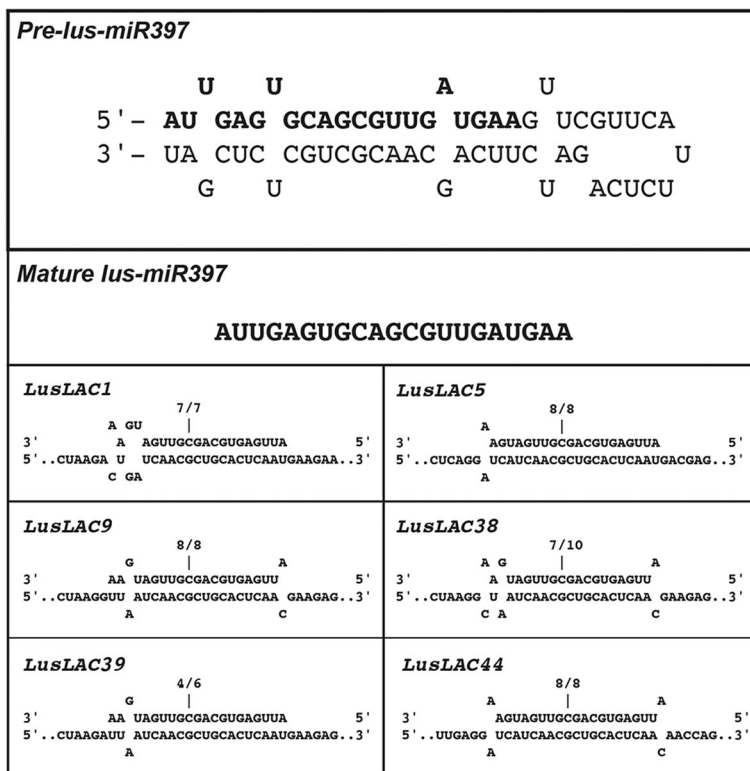 Pre-lus-miR397
U U A U
5'- AU GAG GCAGCGUUG UGAAG UCGUUCA
3'- UA CUC CGUCGCAAC ACUUC AG U
G U G U ACUCU
Mature lus-miR397
AUUGAGUGCAGCGUUGAUGAA
LusLAC1
7/7
A GU |
3' A AGUUGCGACGUGAGUUA 5'
5'..CUAAGA U UCAACGCUGCACUCAAUGAAGAA..3'
C GA
LusLAC5
8/8
A |
3' AGUAGUUGCGACGUGAGUUA 5'
5'..CUCAGG UCAUCAACGCUGCACUCAAUGACGAG..3'
A
LusLAC9
8/8
G | A
3' AA UAGUUGCGACGUGAGUU 5'
5'..CUAAGGUU AUCAACGCUGCACUCAA GAAGAG..3'
A C
LusLAC38
7/10
A G | A
3' A UAGUUGCGACGUGAGUU 5'
5'..CUAAGG U AUCAACGCUGCACUCAA GAAGAG..3'
C A C
LusLAC39
4/6
G |
3' AA UAGUUGCGACGUGAGUUA 5'
5'..CUAAGAUU AUCAACGCUGCACUCAAUGAAGAG..3'
A
LusLAC44
8/8
A | A
3' AGUAGUUGCGACGUGAGUU 5'
5'..UUGAGG UCAUCAACGCUGCACUCAA AACCAG..3'
A C